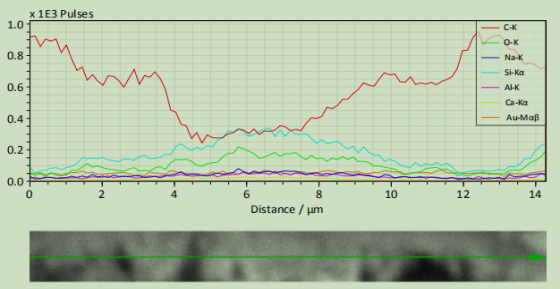 x 1E3 Pulses
1.0
0.8
0.6
0.4
0.2
0.0
C-K
O-K
Na-K
Si-Kα
Al-K
Ca-Kα
Au-Mαβ
0 2 4 6 8 10 12 14
Distance / µm